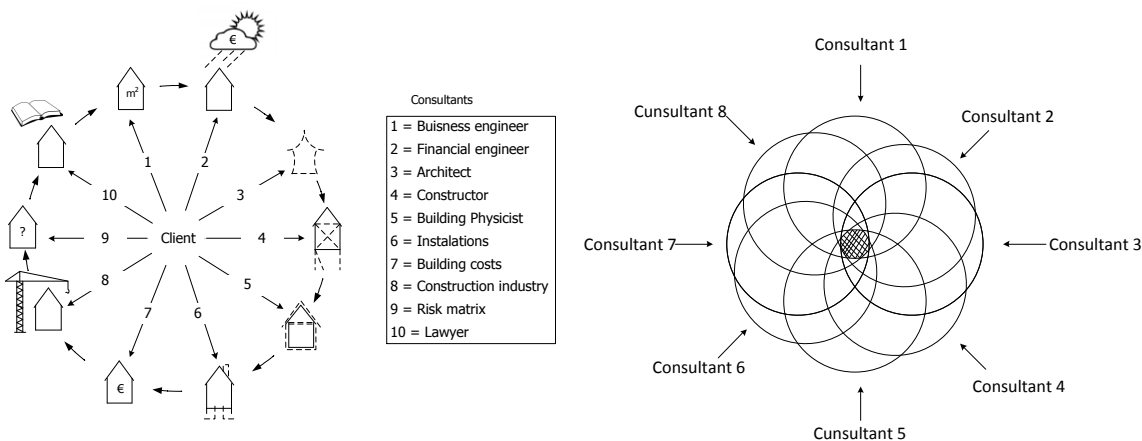 €
m²
1
2
3
4
5
6
7
8
9
10
Client
?
€
Consultants
1 = Buisness engineer
2 = Financial engineer
3 = Architect
4 = Constructor
5 = Building Physicist
6 = Instalations
7 = Building costs
8 = Construction industry
9 = Risk matrix
10 = Lawyer
Consultant 1
Consultant 2
Consultant 3
Consultant 4
Cunsultant 5
Consultant 6
Consultant 7
Cunsultant 8